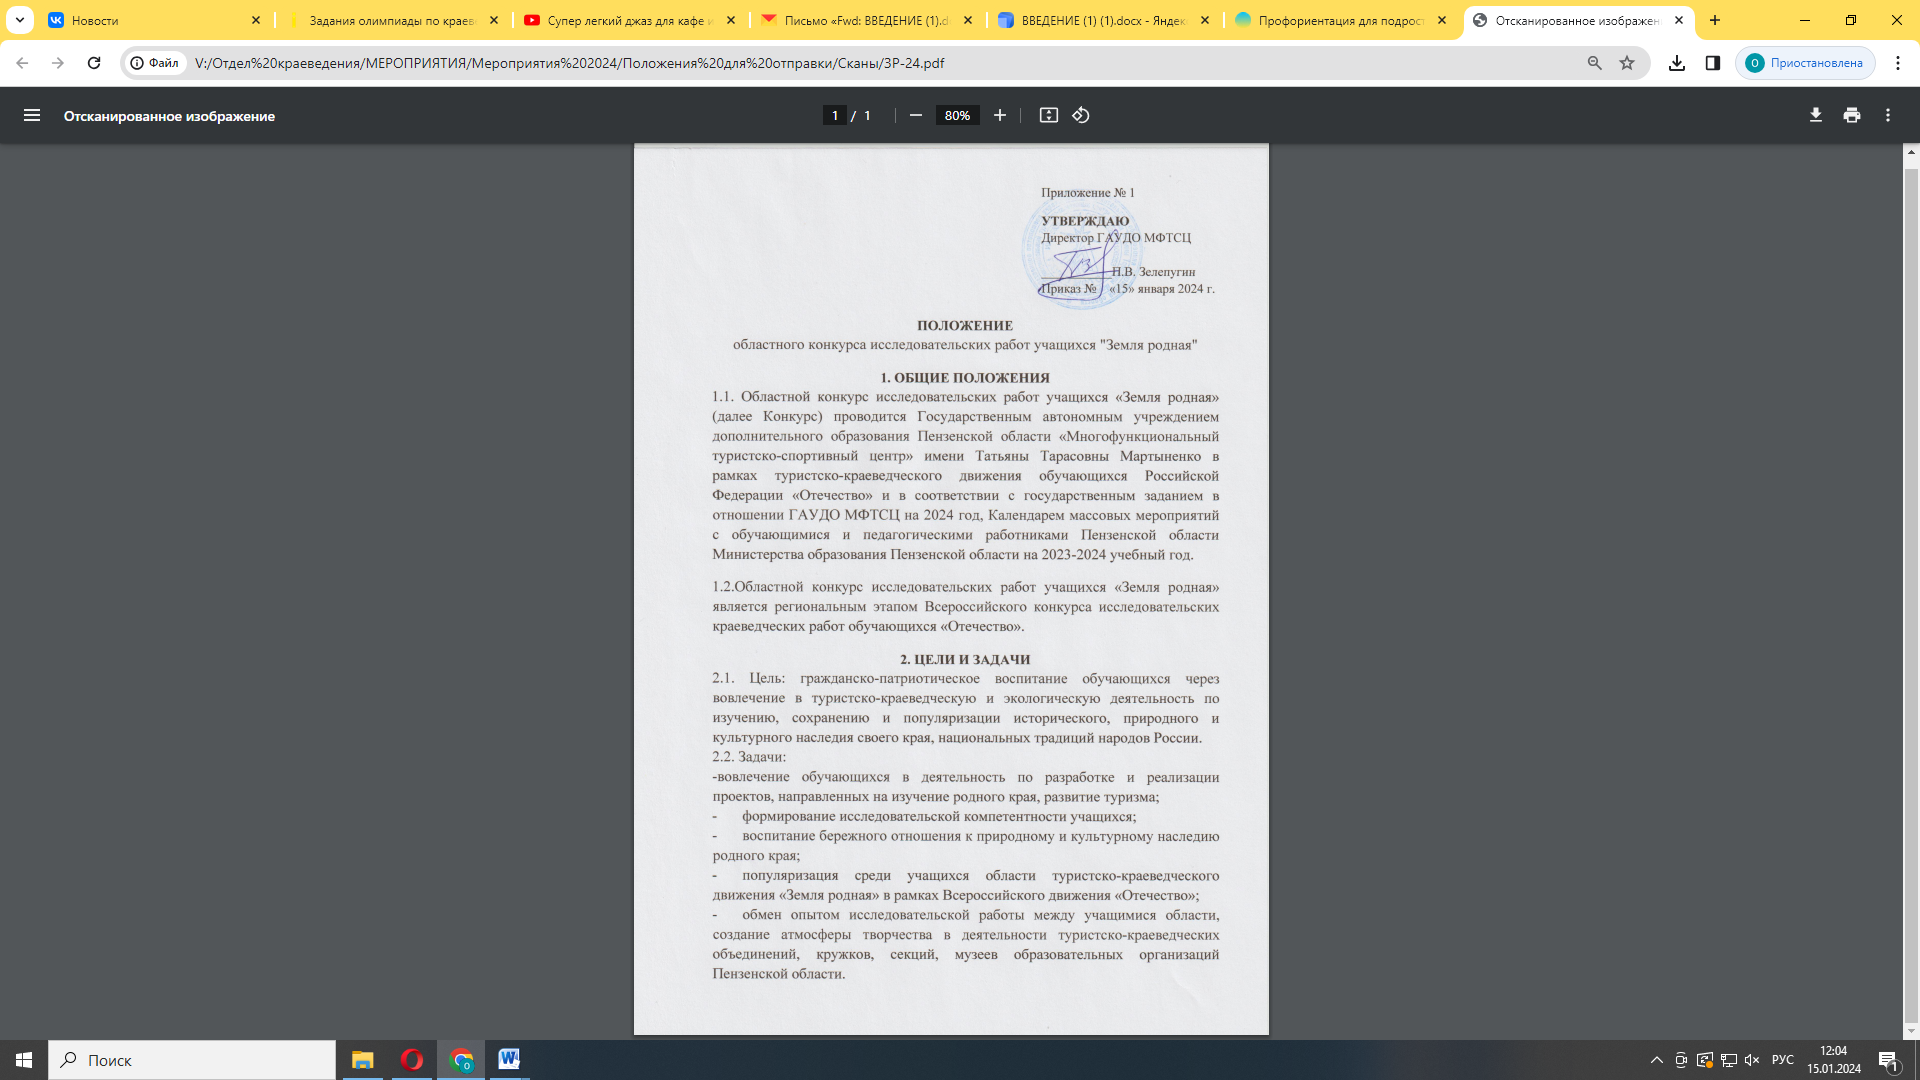 Новости
Задания олимпиады по краев
Супер легкий джаз для кафе и
Письмо «Fwd: ВВЕДЕНИЕ (1).d
ВВЕДЕНИЕ (1) (1).docx - Яндек
Профориентация для подрост
Отсканированное изображен
Файл
V:/Отдел%20краеведения/МЕРОПРИЯТИЯ/Мероприятия%202024/Положения%20для%20отправки/Сканы/ЗР-24.pdf
О
Приостановлена
Отсканированное изображение
1 / 1
80%
Приложение № 1
УТВЕРЖДАЮ
Директор ГАУДО МФТСЦ
П.В. Зелепугин
Приказ № «15» января 2024 г.
ПОЛОЖЕНИЕ
областного конкурса исследовательских работ учащихся "Земля родная"
1. ОБЩИЕ ПОЛОЖЕНИЯ
1.1. Областной конкурс исследовательских работ учащихся «Земля родная»
(далее Конкурс) проводится Государственным автономным учреждением
дополнительного образования Пензенской области «Многофункциональный
туристско-спортивный центр» имени Татьяны Тарасовны Мартыненко в
рамках туристско-краеведческого движения обучающихся Российской
Федерации «Отечество» и в соответствии с государственным заданием в
отношении ГАУДО МФТСЦ на 2024 год, Календарем массовых мероприятий
с обучающимися и педагогическими работниками Пензенской области
Министерства образования Пензенской области на 2023-2024 учебный год.
1.2.Областной конкурс исследовательских работ учащихся «Земля родная»
является региональным этапом Всероссийского конкурса исследовательских
краеведческих работ обучающихся «Отечество».
2. ЦЕЛИ И ЗАДАЧИ
2.1. Цель: гражданско-патриотическое воспитание обучающихся через
вовлечение в туристско-краеведческую и экологическую деятельность по
изучению, сохранению и популяризации исторического, природного и
культурного наследия своего края, национальных традиций народов России.
2.2. Задачи:
-вовлечение обучающихся в деятельность по разработке и реализации
проектов, направленных на изучение родного края, развитие туризма;
- формирование исследовательской компетентности учащихся;
- воспитание бережного отношения к природному и культурному наследию
родного края;
- популяризация среди учащихся области туристско-краеведческого
движения «Земля родная» в рамках Всероссийского движения «Отечество»;
- обмен опытом исследовательской работы между учащимися области,
создание атмосферы творчества в деятельности туристско-краеведческих
объединений, кружков, секций, музеев образовательных организаций
Пензенской области.
Поиск
РУС
12:04
15.01.2024
1